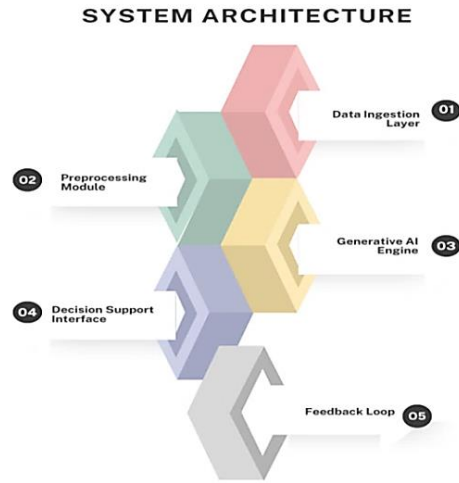 SYSTEM ARCHITECTURE
01
Data Ingestion
Layer
02
Preprocessing
Module
03
Generative AI
Engine
04
Decision Support
Interface
Feedback Loop
05